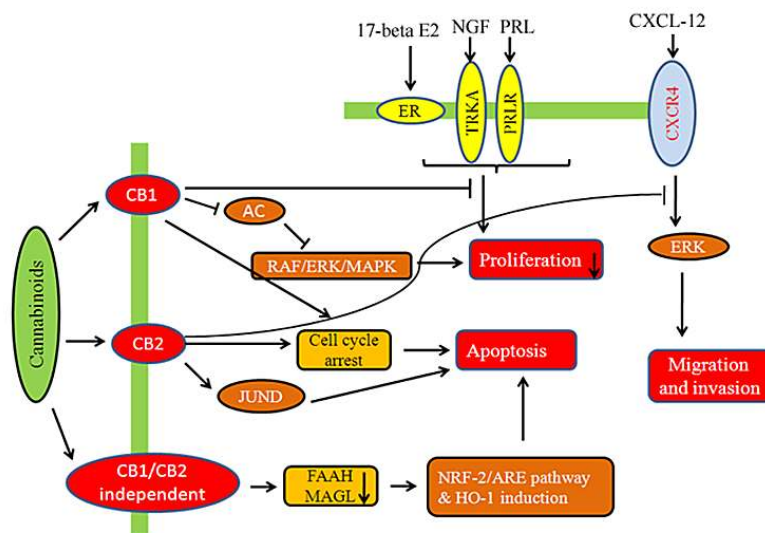 17-beta E2
NGF
PRL
CXCL-12
ER
TRKA
PRLR
CXCR4
CB1
AC
RAF/ERK/MAPK
Proliferation
ERK
Cannabinoids
CB2
Cell cycle
arrest
Apoptosis
JUND
Migration
and invasion
CB1/CB2
independent
FAAH
MAGL
NRF-2/ARE pathway
& HO-1 induction